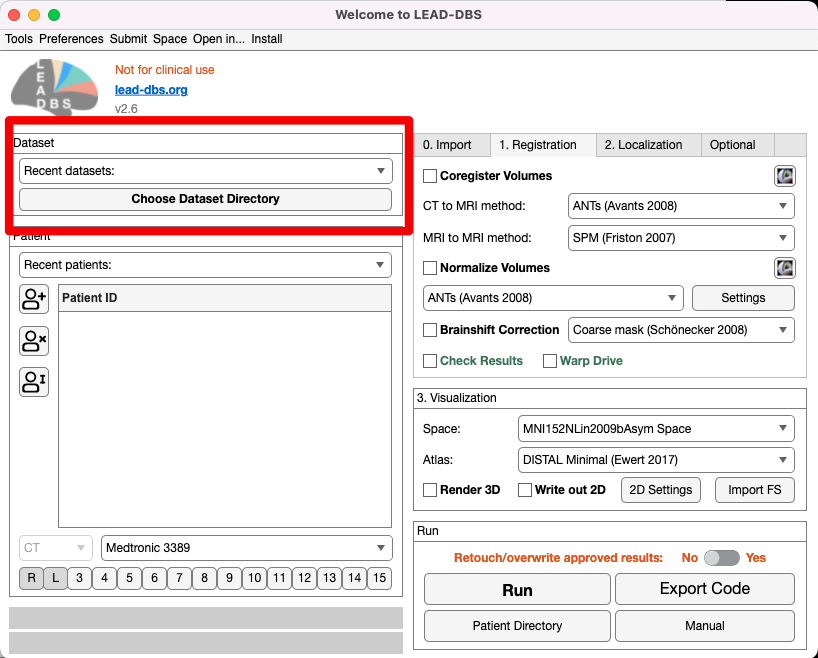 Welcome to LEAD-DBS
Tools Preferences Submit Space Open in... Install
LEAD
DBS
Not for clinical use
lead-dbs.org
v2.6
Dataset
Recent datasets:
Choose Dataset Directory
Patient
Recent patients:
Patient ID
CT
Medtronic 3389
R L 3 4 5 6 7 8 9 10 11 12 13 14 15
0. Import 1. Registration 2. Localization Optional
Coregister Volumes
CT to MRI method: ANTs (Avants 2008)
MRI to MRI method: SPM (Friston 2007)
Normalize Volumes
ANTs (Avants 2008) Settings
Brainshift Correction Coarse mask (Schönecker 2008)
Check Results Warp Drive
3. Visualization
Space: MNI152NLin2009bAsym Space
Atlas: DISTAL Minimal (Ewert 2017)
Render 3D Write out 2D 2D Settings Import FS
Run
Retouch/overwrite approved results: No Yes
Run Export Code
Patient Directory Manual